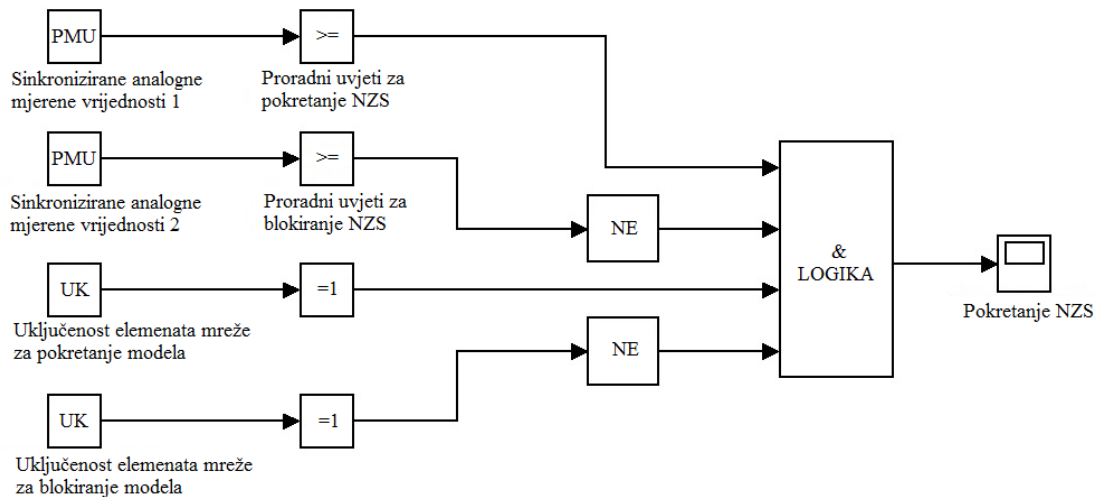 PMU
>=
Sinkronizirane analogne
mjerene vrijednosti 1
Proradni uvjeti za
pokretanje NZS
PMU
>=
Sinkronizirane analogne
mjerene vrijednosti 2
Proradni uvjeti za
blokiranje NZS
NE
&
LOGIKA
UK
=1
Pokretanje NZS
Uključenost elemenata mreže
za pokretanje modela
NE
UK
=1
Uključenost elemenata mreže
za blokiranje modela